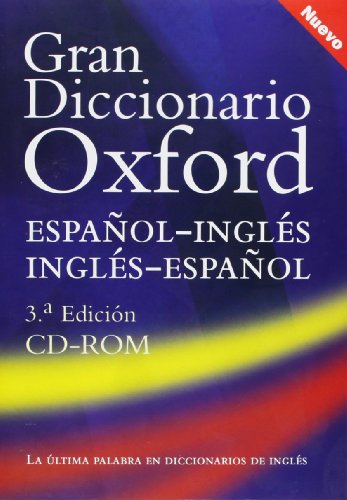 Nuevo
Gran
Diccionario
Oxford
ESPAÑOL–INGLÉS
INGLÉS–ESPAÑOL
3.ª Edición
CD-ROM
LA ÚLTIMA PALABRA EN DICCIONARIOS DE INGLÉS